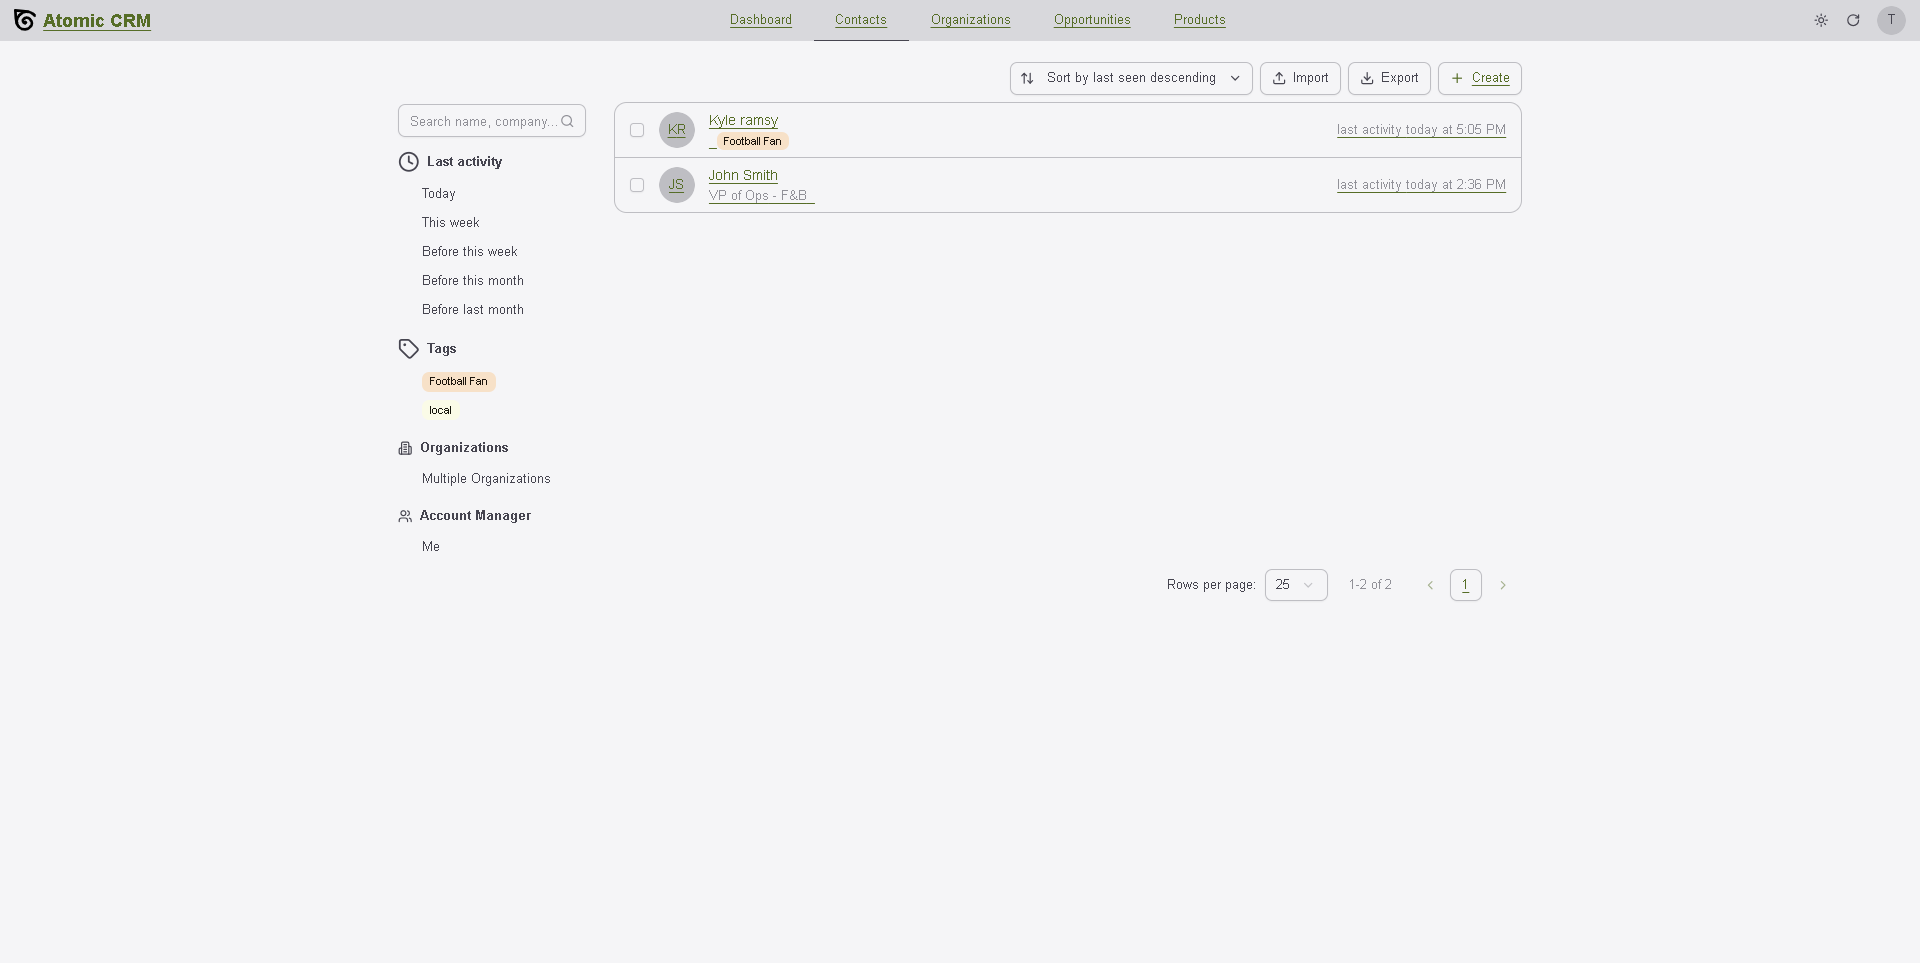 Atomic CRM
Dashboard
Contacts
Organizations
Opportunities
Products
T
Sort by last seen descending
Import
Export
Create
Search name, company...
Last activity
Today
This week
Before this week
Before this month
Before last month
Tags
Football Fan
local
Organizations
Multiple Organizations
Account Manager
Me
KR
Kyle ramsy
Football Fan
last activity today at 5:05 PM
JS
John Smith
VP of Ops - F&B
last activity today at 2:36 PM
Rows per page:
25
1-2 of 2
1